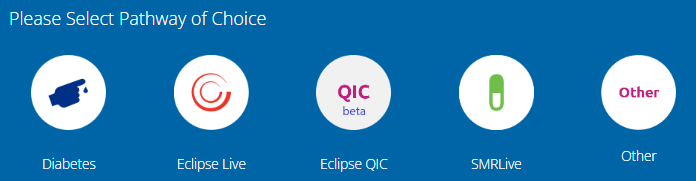 Please Select Pathway of Choice
QIC
beta
Other
Diabetes
Eclipse Live
Eclipse QIC
SMRLive
Other